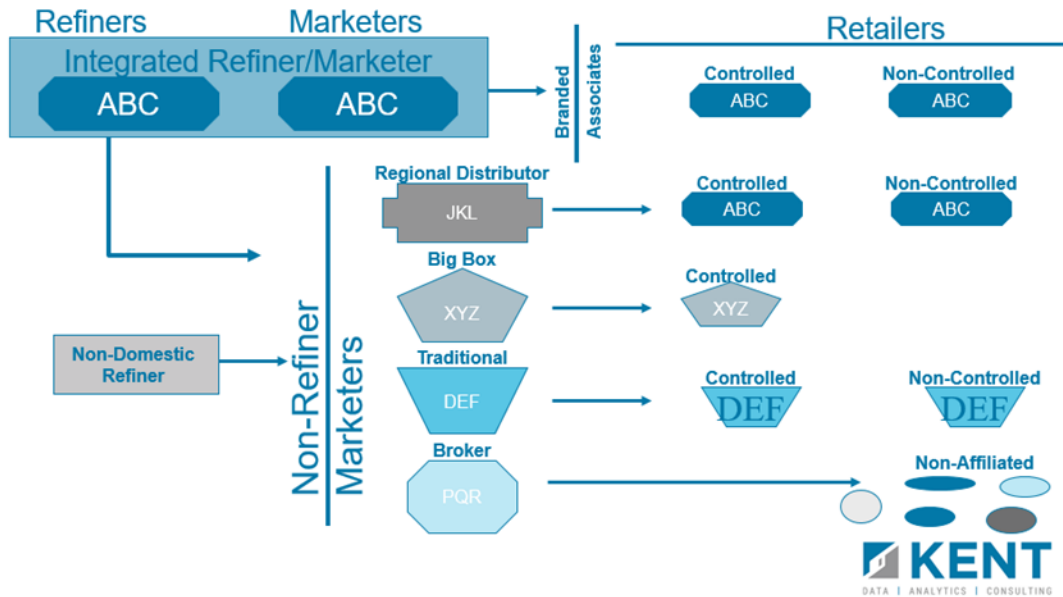 Refiners
Marketers
Retailers
Integrated Refiner/Marketer
ABC
ABC
Branded
Associates
Controlled
ABC
Non-Controlled
ABC
Non-Refiner
Marketers
Regional Distributor
JKL
Controlled
ABC
Non-Controlled
ABC
Big Box
XYZ
Controlled
XYZ
Non-Domestic
Refiner
Traditional
DEF
Controlled
DEF
Non-Controlled
DEF
Broker
PQR
Non-Affiliated
KENT
DATA | ANALYTICS | CONSULTING